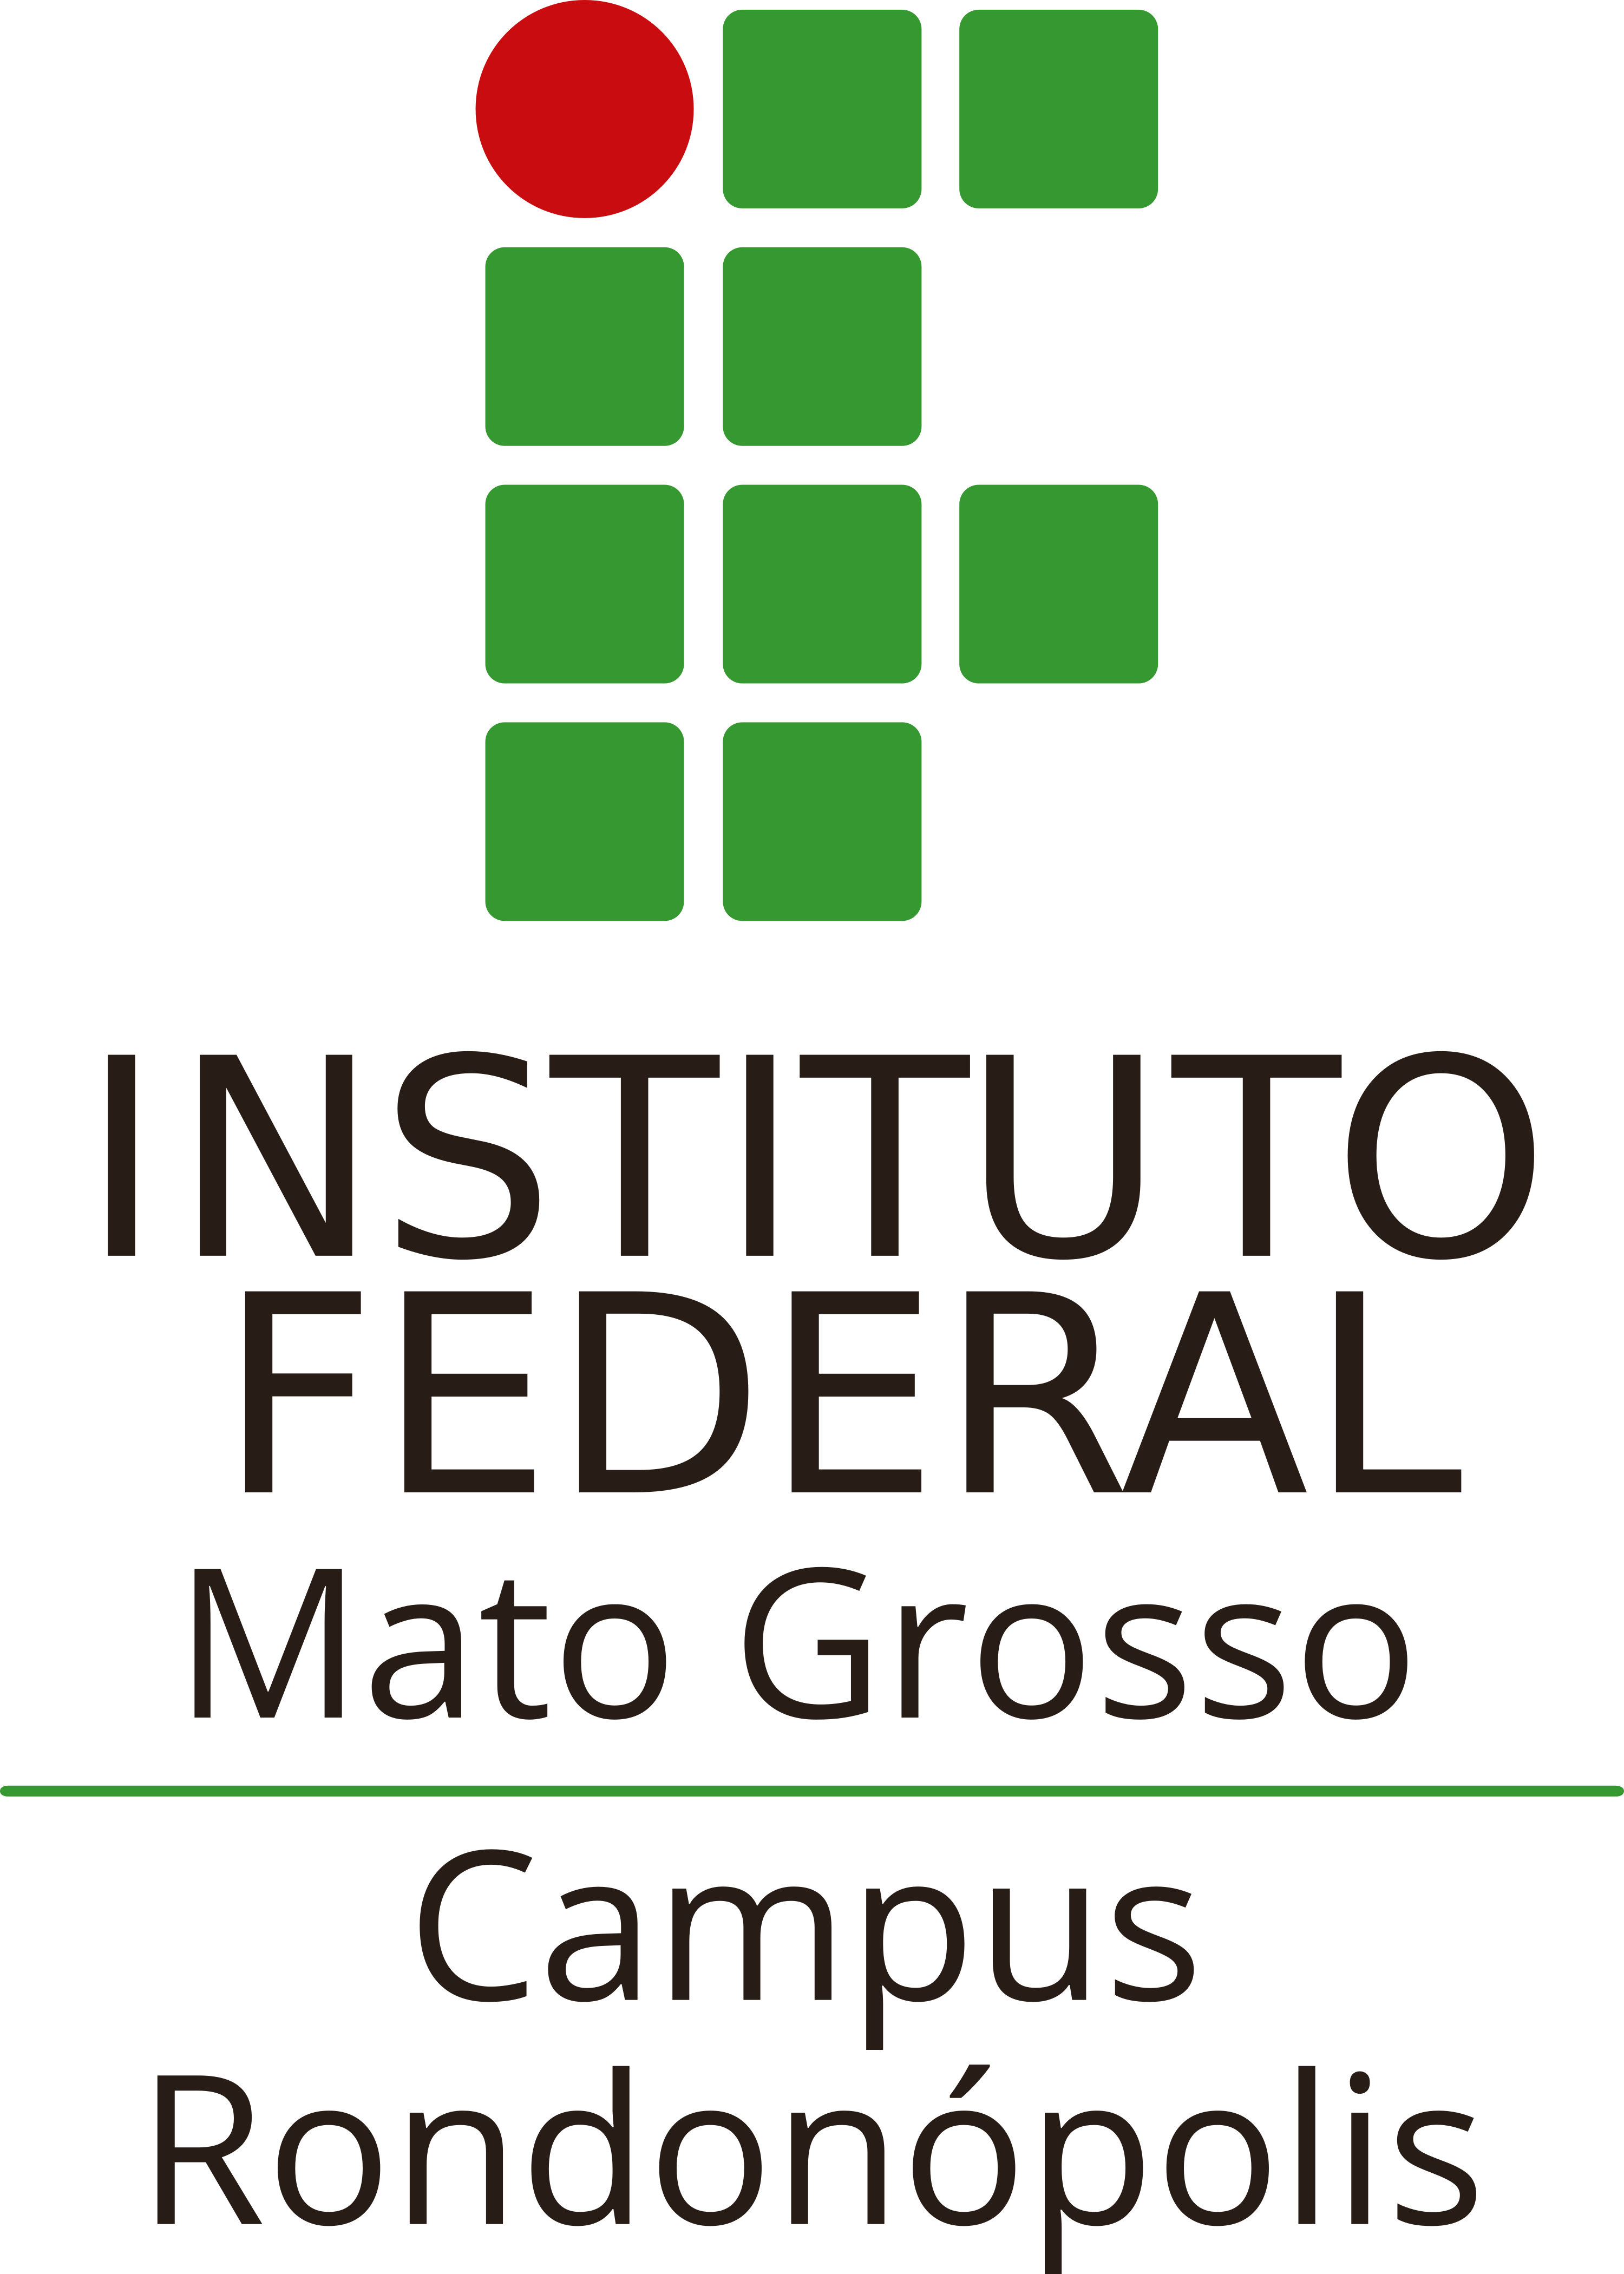 INSTITUTO
FEDERAL
Mato Grosso
Campus
Rondonópolis